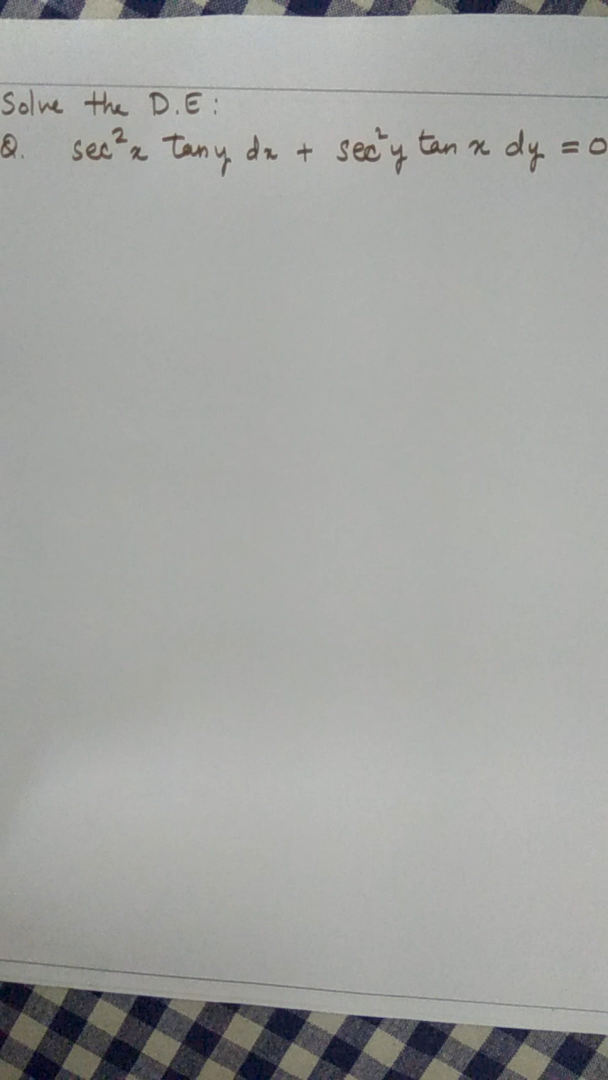 Solve the D.E:
Q. sec²x tany dx + sec²y tan x dy = 0